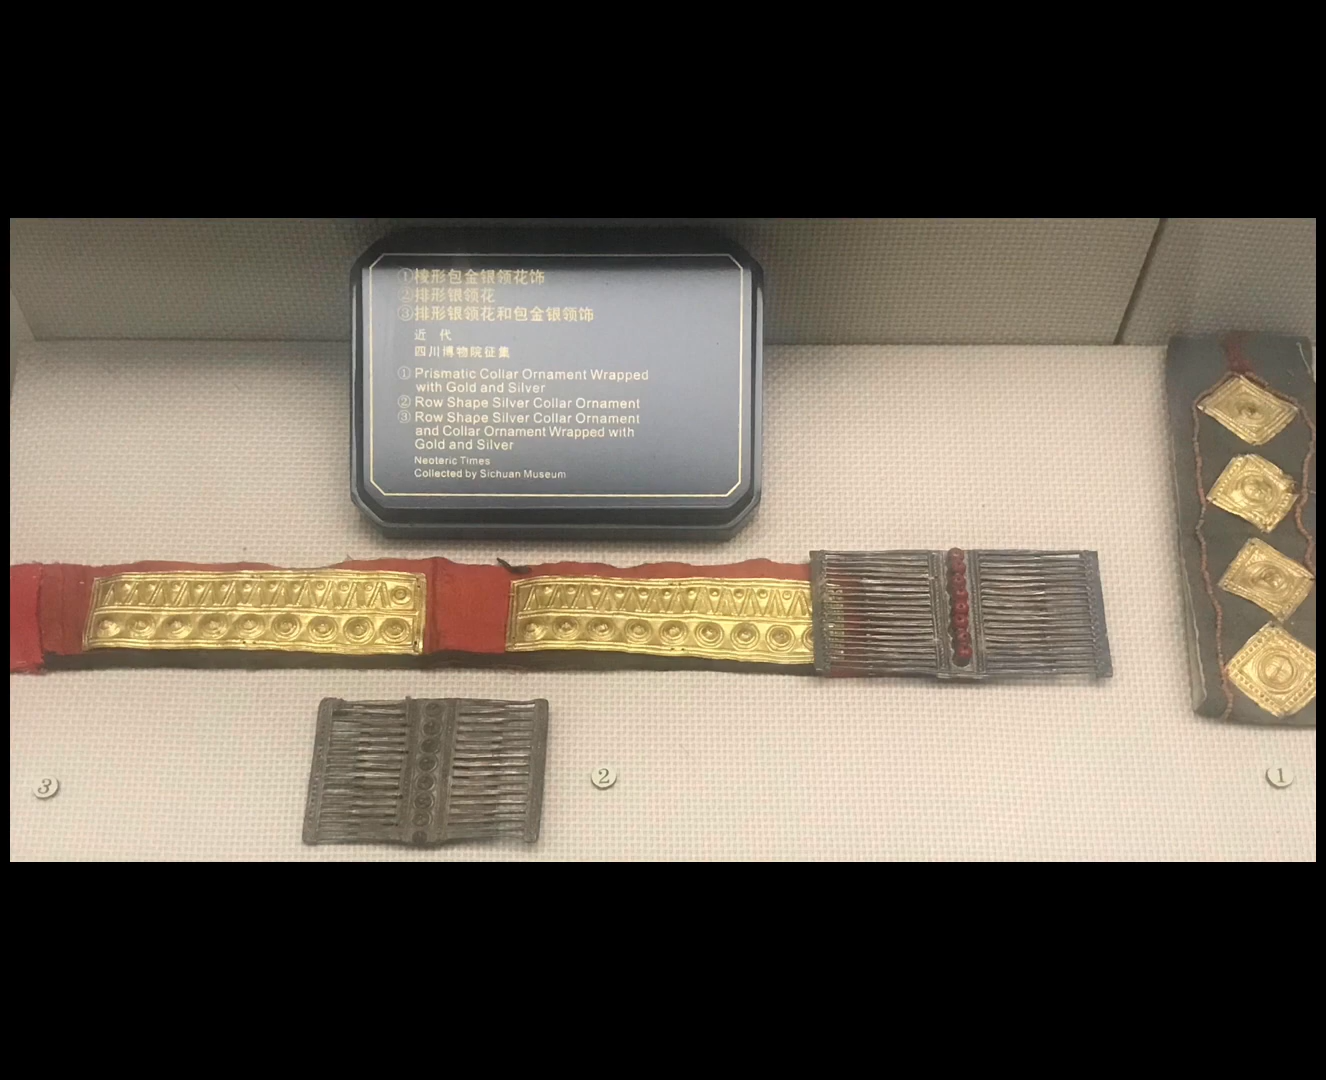 ①棱形包金银领花饰
②排形银领花
③排形银领花和包金银领饰
近 代
四川博物院征集
① Prismatic Collar Ornament Wrapped
with Gold and Silver
② Row Shape Silver Collar Ornament
③ Row Shape Silver Collar Ornament
and Collar Ornament Wrapped with
Gold and Silver
Neoteric Times
Collected by Sichuan Museum
3
2
1